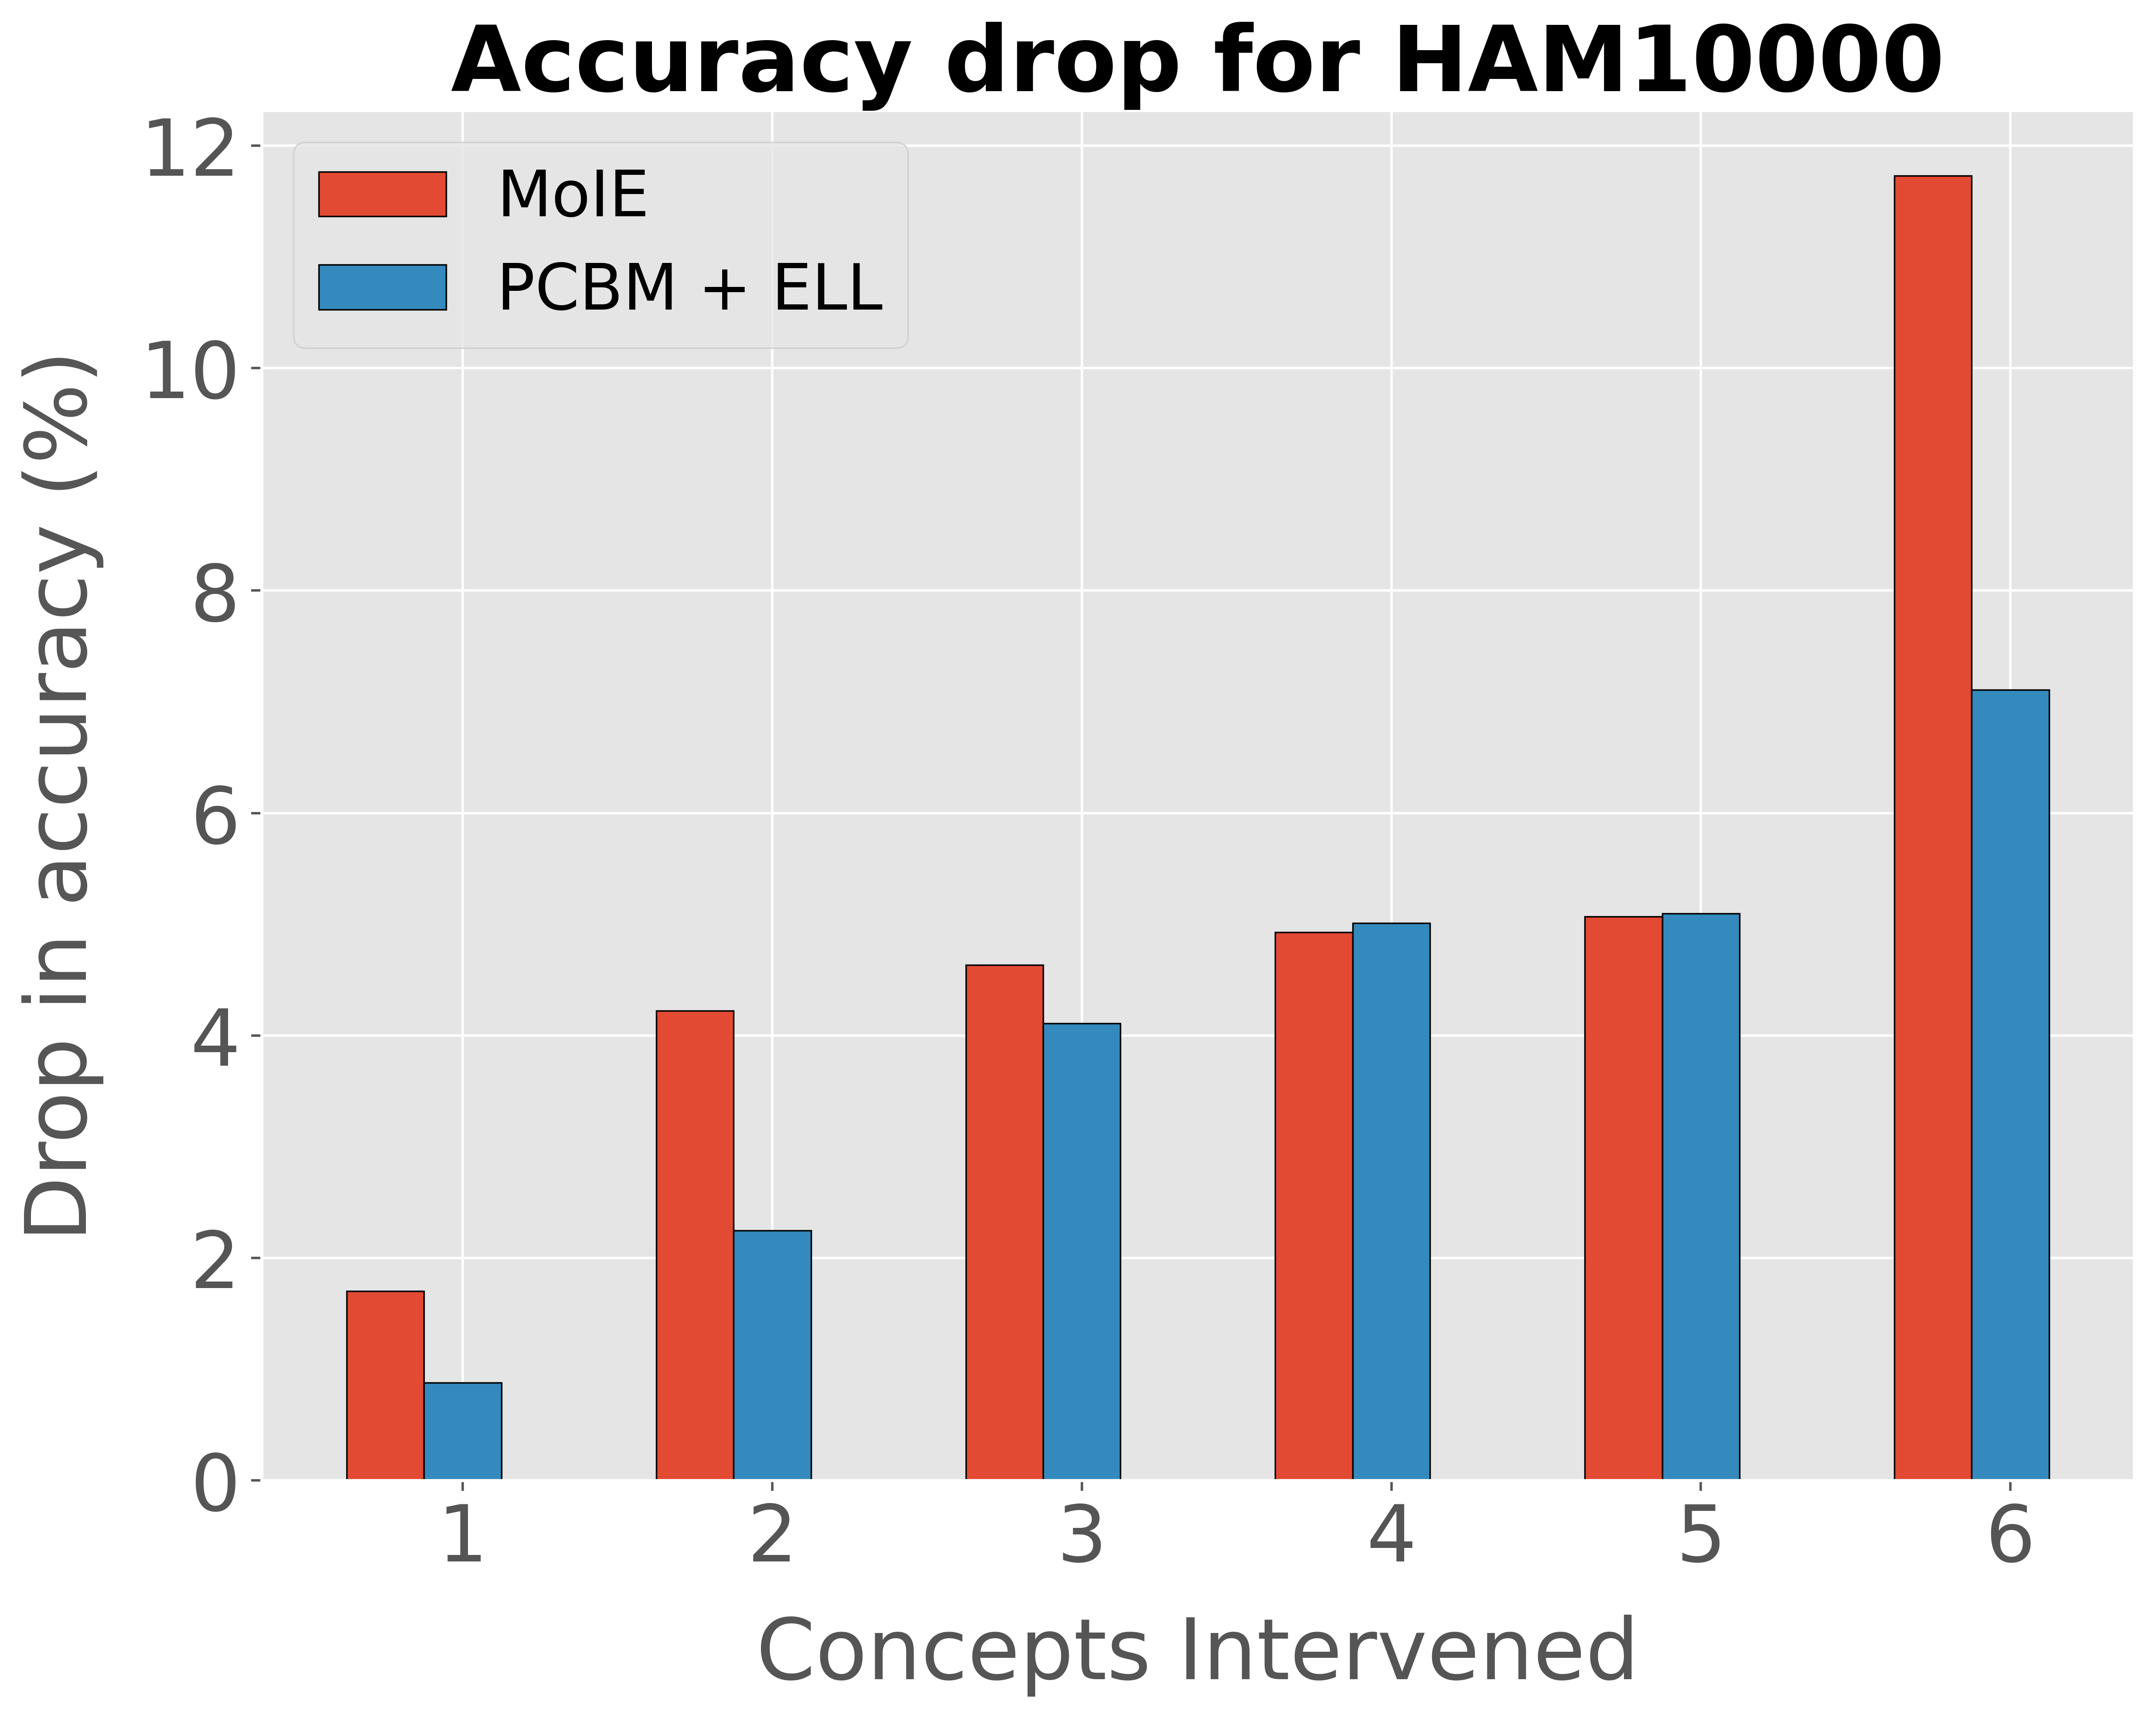 Accuracy drop for HAM10000
MoIE
PCBM + ELL
Drop in accuracy (%)
12
10
8
6
4
2
0
1 2 3 4 5 6
Concepts Intervened